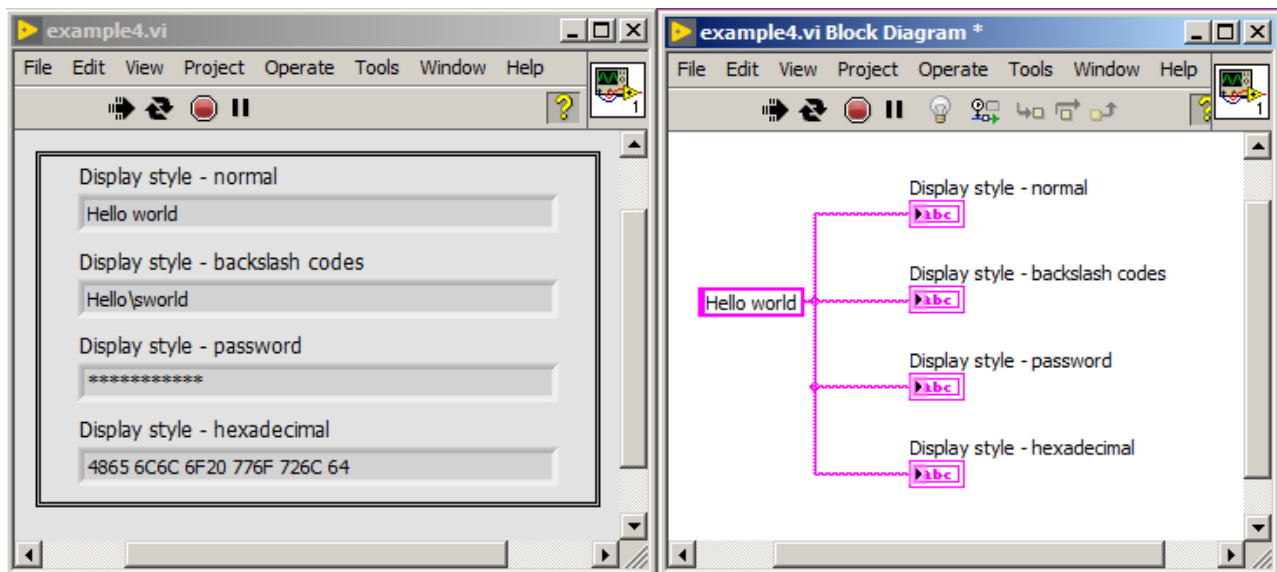 example4.vi
File Edit View Project Operate Tools Window Help
?
1
Display style - normal
Hello world
Display style - backslash codes
Hello\sworld
Display style - password
***********
Display style - hexadecimal
4865 6C6C 6F20 776F 726C 64
example4.vi Block Diagram *
File Edit View Project Operate Tools Window Help
?
1
Display style - normal
abc
Display style - backslash codes
abc
Hello world
Display style - password
abc
Display style - hexadecimal
abc